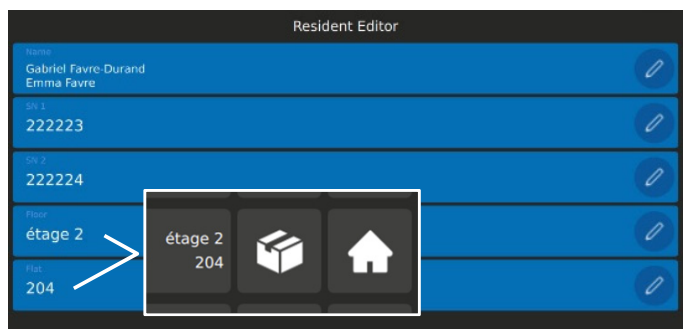 Resident Editor
Name
Gabriel Favre-Durand
Emma Favre
SN 1
222223
SN 2
222224
Floor
étage 2
Flat
204
étage 2
204